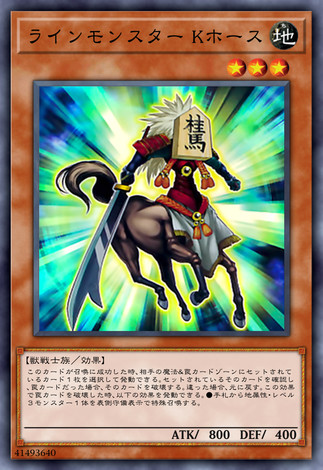 ラインモンスター Kホース
地
桂馬
【獣戦士族／効果】
このカードが召喚に成功した時、相手の魔法&罠カードゾーンにセットされて
いるカード１枚を選択して発動できる。セットされているそのカードを確認し、
罠カードだった場合、そのカードを破壊する。違った場合、元に戻す。この効果
で罠カードを破壊した時、以下の効果を発動できる。●手札から地属性・レベル
３モンスター１体を表側守備表示で特殊召喚する。
ATK/ 800 DEF/ 400
41493640